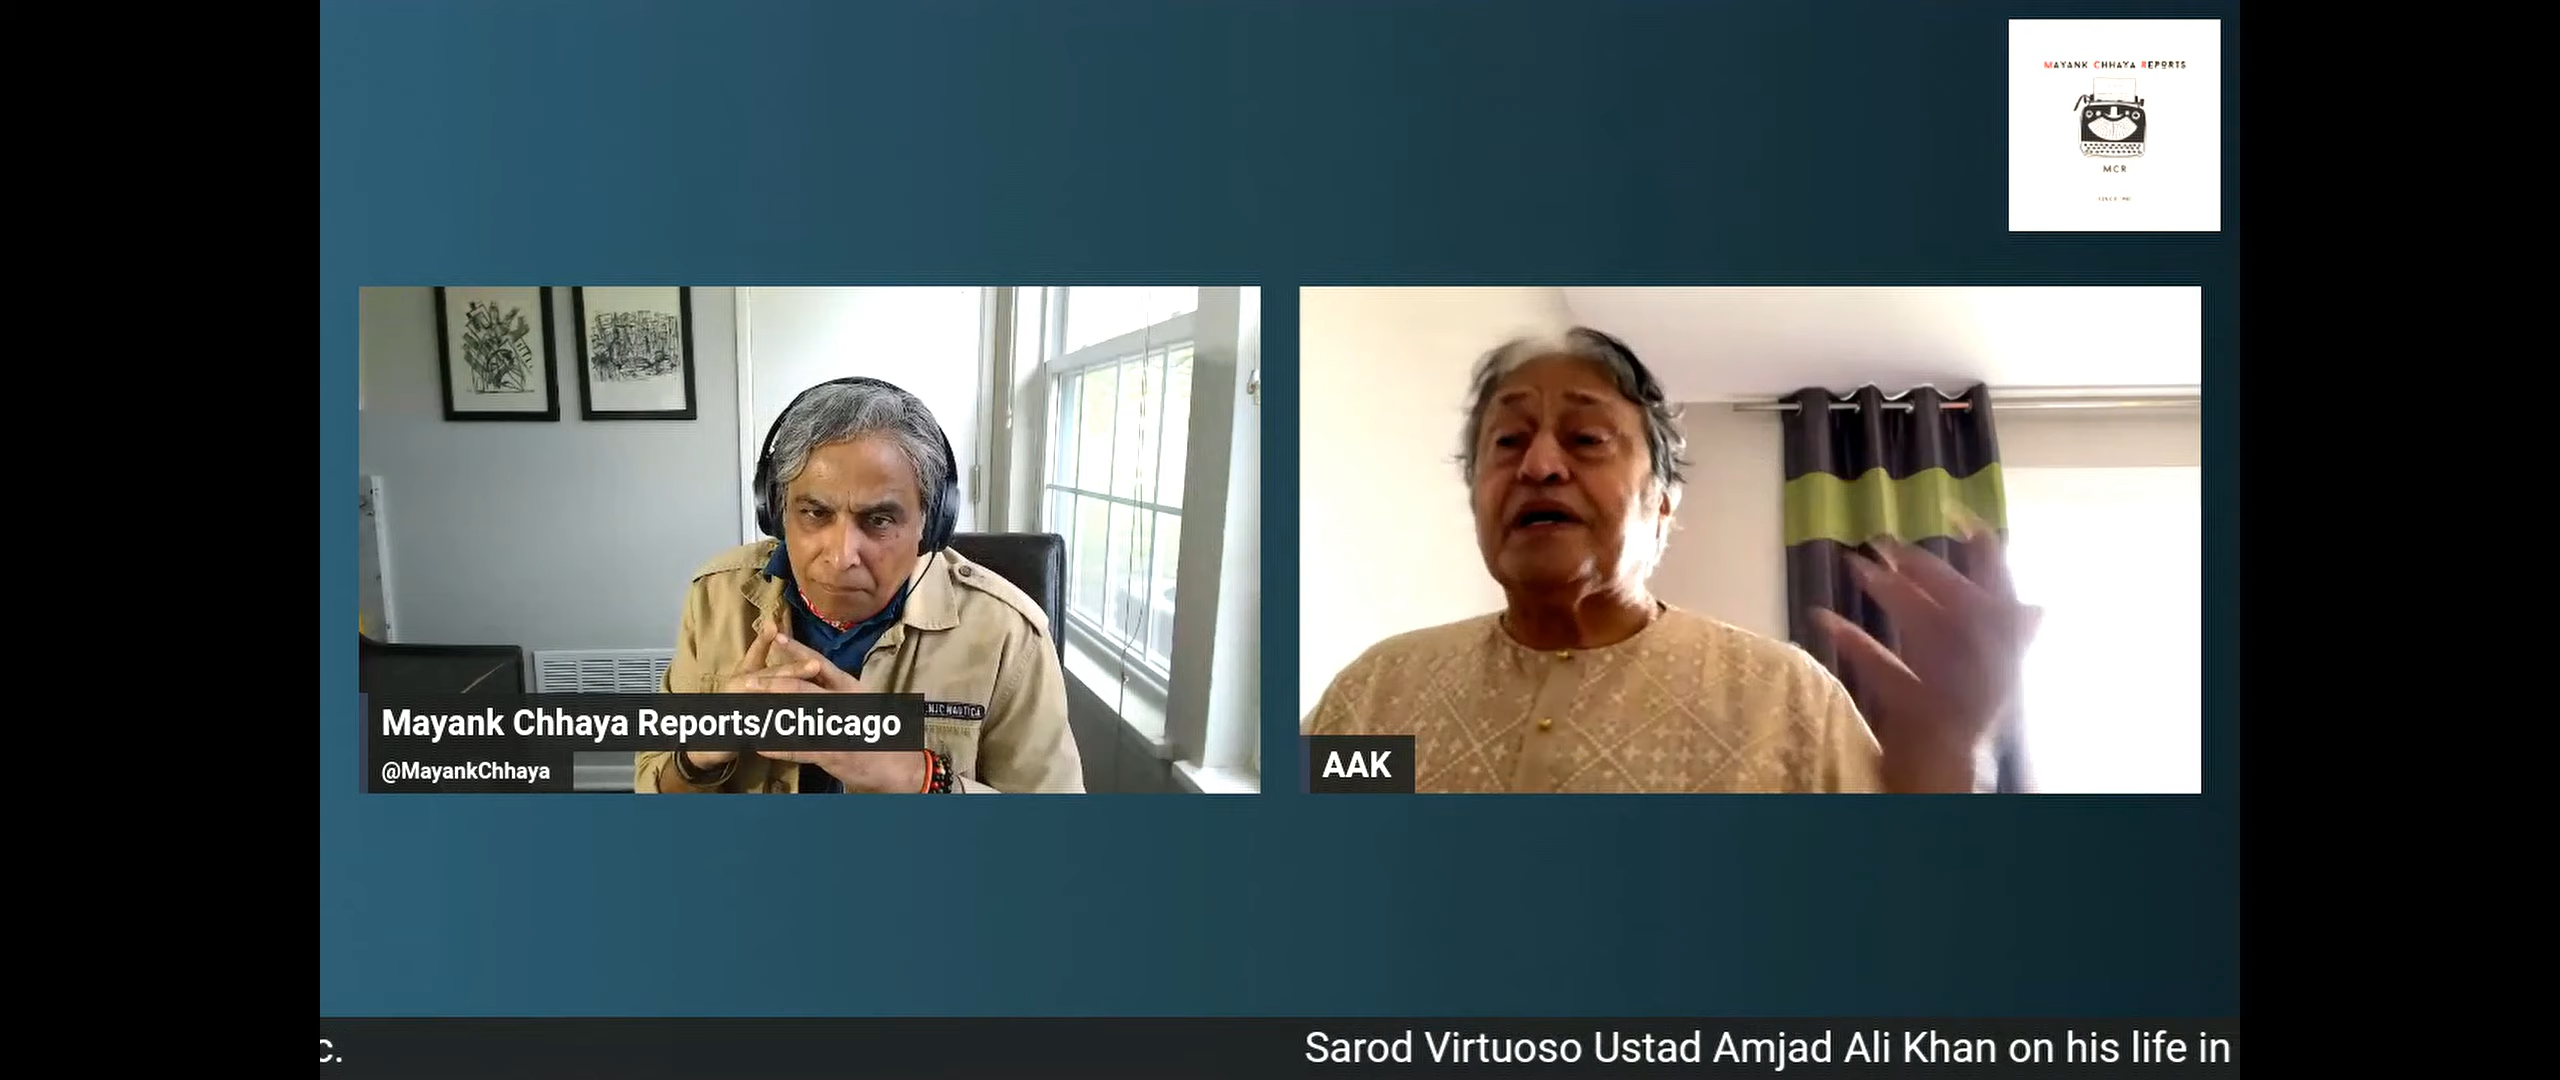 MAYANK CHHAYA REPORTS
MCR
Mayank Chhaya Reports/Chicago
@MayankChhaya
AAK
c.
Sarod Virtuoso Ustad Amjad Ali Khan on his life in